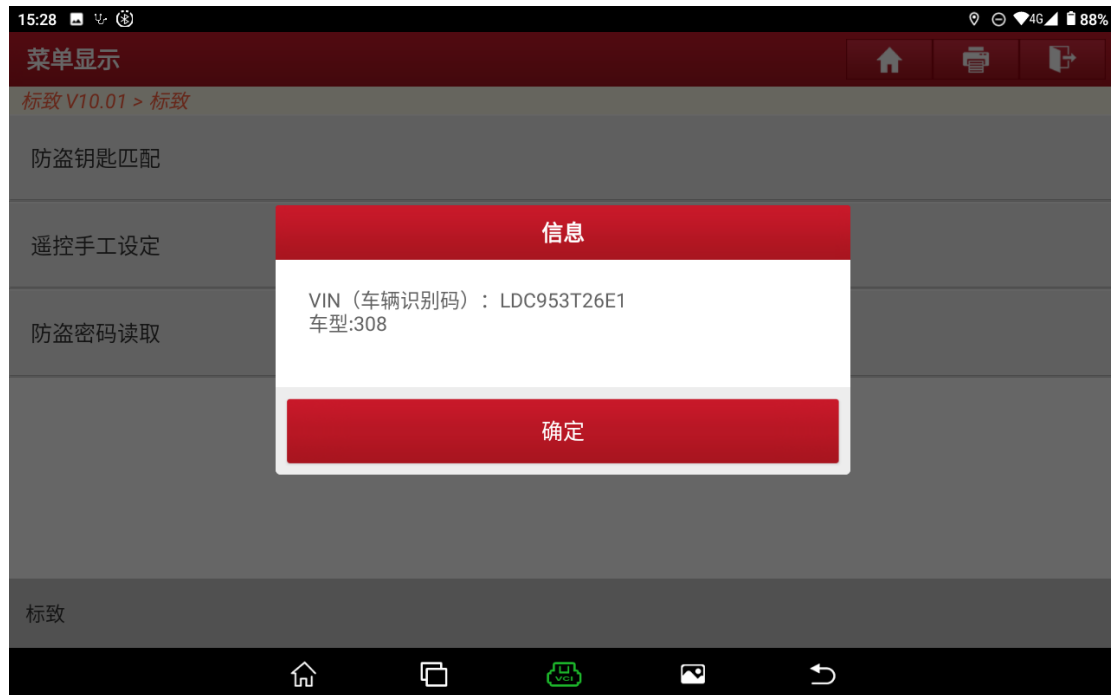 15:28
4G
88%
菜单显示
标致 V10.01 > 标致
防盗钥匙匹配
遥控手工设定
防盗密码读取
信息
VIN（车辆识别码）：LDC953T26E1
车型:308
确定
标致
VCI